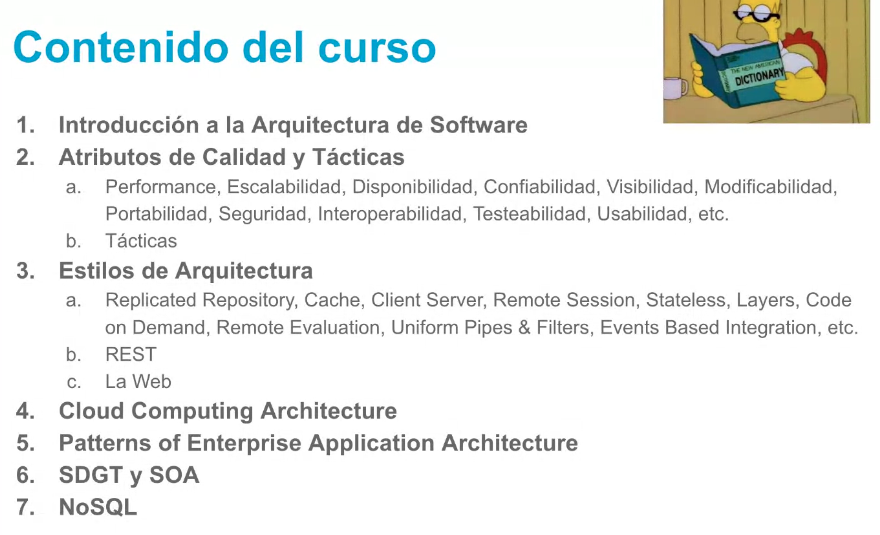 Contenido del curso
THE NEW AMERICAN
DICTIONARY
1. Introducción a la Arquitectura de Software
2. Atributos de Calidad y Tácticas
a. Performance, Escalabilidad, Disponibilidad, Confiabilidad, Visibilidad, Modificabilidad,
Portabilidad, Seguridad, Interoperabilidad, Testeabilidad, Usabilidad, etc.
b. Tácticas
3. Estilos de Arquitectura
a. Replicated Repository, Cache, Client Server, Remote Session, Stateless, Layers, Code
on Demand, Remote Evaluation, Uniform Pipes & Filters, Events Based Integration, etc.
b. REST
c. La Web
4. Cloud Computing Architecture
5. Patterns of Enterprise Application Architecture
6. SDGT y SOA
7. NoSQL